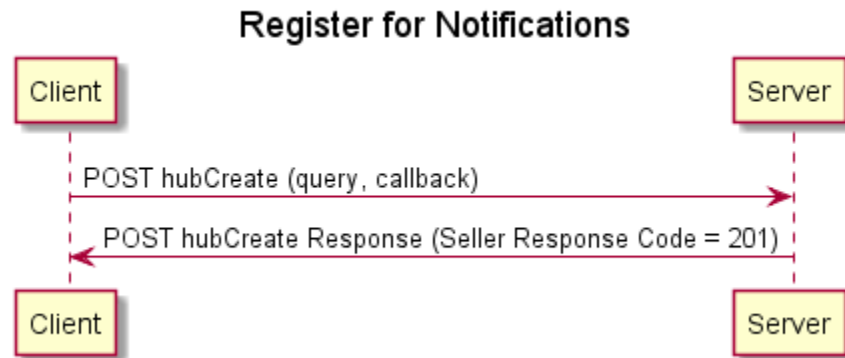 Register for Notifications
Client
Server
POST hubCreate (query, callback)
POST hubCreate Response (Seller Response Code = 201)
Client
Server